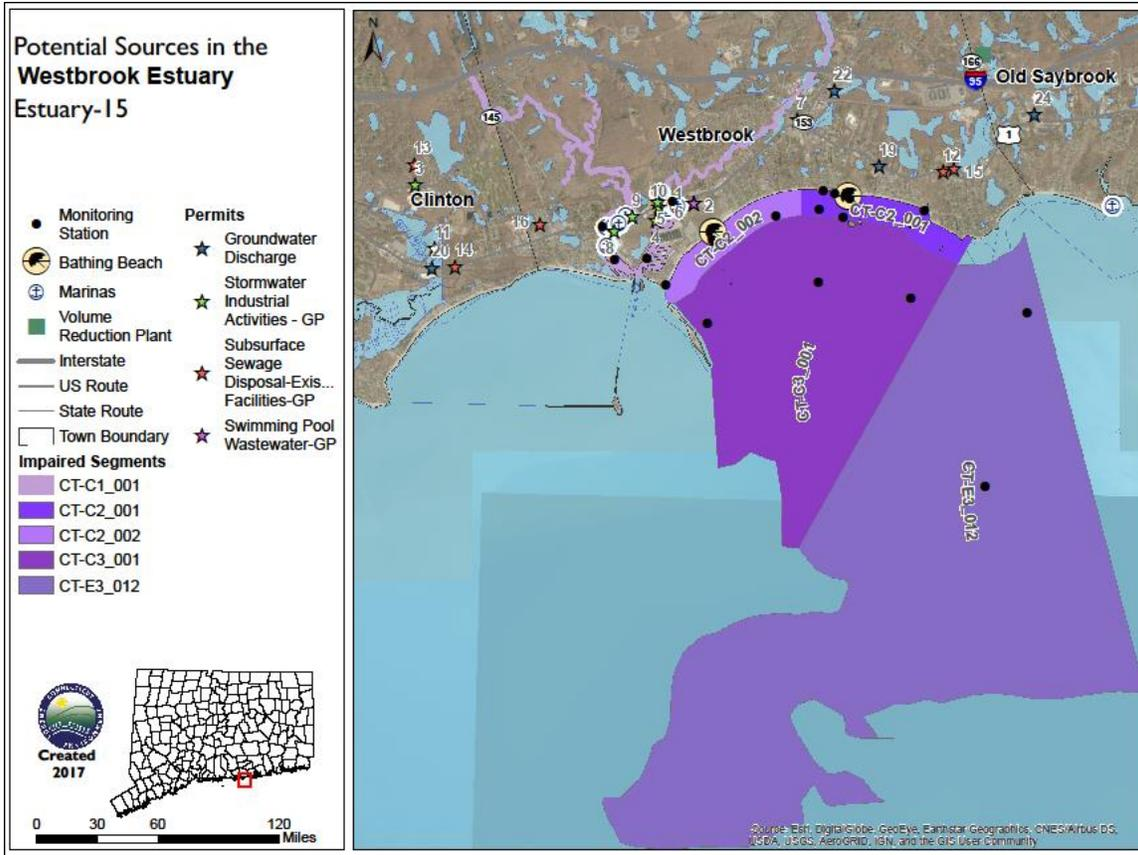 Potential Sources in the
Westbrook Estuary
Estuary-15
Monitoring
Station
Bathing Beach
Marinas
Volume
Reduction Plant
Interstate
US Route
State Route
Town Boundary
Permits
Groundwater
Discharge
Stormwater
Industrial
Activities - GP
Subsurface
Sewage
Disposal-Exis...
Facilities-GP
Swimming Pool
Wastewater-GP
Impaired Segments
CT-C1_001
CT-C2_001
CT-C2_002
CT-C3_001
CT-E3_012
Created
2017
0 30 60 120
Miles
N
166
95
Old Saybrook
22
24
7
153
1
145
Westbrook
19
12
15
13
3
Clinton
10
1
9
5
6
2
16
4
8
11
20
14
CT-C2_002
CT-C2_001
CT-C3_001
CT-E3_012
Source: Esri, DigitalGlobe, GeoEye, Earthstar Geographics, CNES/Airbus DS,
USDA, USGS, AeroGRID, IGN, and the GIS User Community